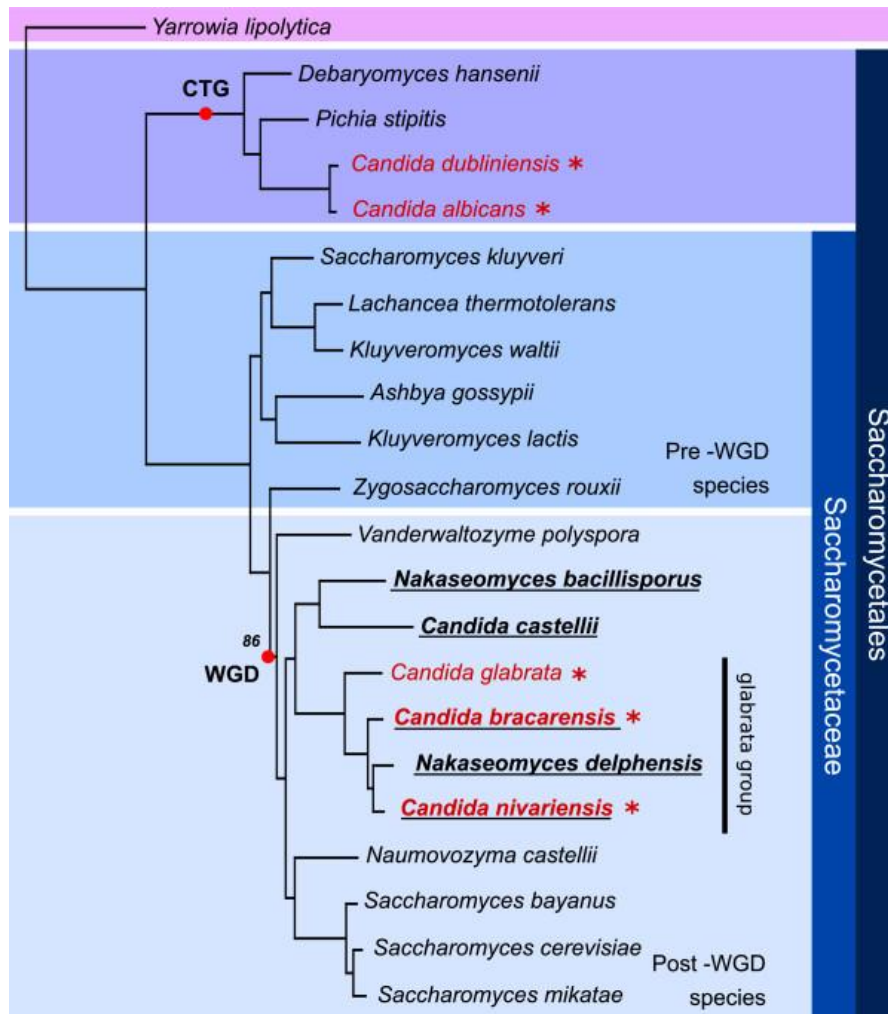 Yarrowia lipolytica
Debaryomyces hansenii
CTG
Pichia stipitis
Candida dubliniensis *
Candida albicans *
Saccharomyces kluyveri
Lachancea thermotolerans
Kluyveromyces waltii
Ashbya gossypii
Kluyveromyces lactis
Pre -WGD
species
Zygosaccharomyces rouxii
Vanderwaltozyme polyspora
Nakaseomyces bacillisporus
Candida castellii
86
WGD
Candida glabrata *
Candida bracarensis *
Nakaseomyces delphensis
Candida nivariensis *
glabrata group
Naumovozyma castellii
Saccharomyces bayanus
Saccharomyces cerevisiae
Saccharomyces mikatae
Post -WGD
species
Saccharomycetaceae
Saccharomycetales